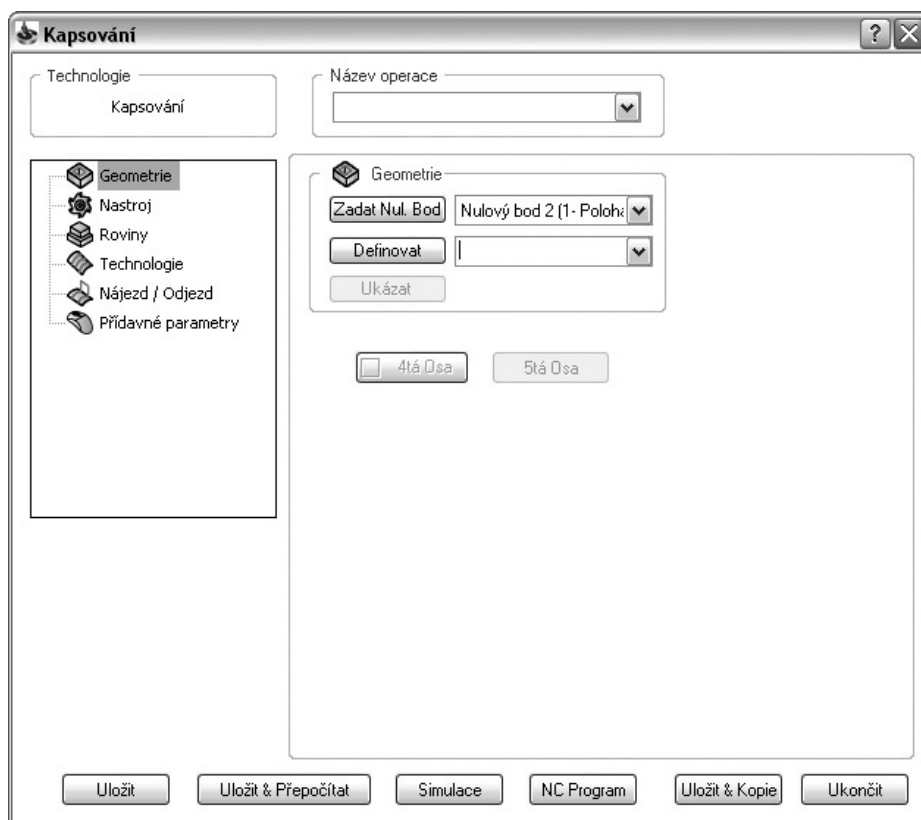 Kapsování
Technologie
Kapsování
Název operace
Geometrie
Nastroj
Roviny
Technologie
Nájezd / Odjezd
Přídavné parametry
Geometrie
Zadat Nul. Bod
Nulový bod 2 (1- Poloha
Definovat
Ukázat
4tá Osa
5tá Osa
Uložit
Uložit & Přepočítat
Simulace
NC Program
Uložit & Kopie
Ukončit